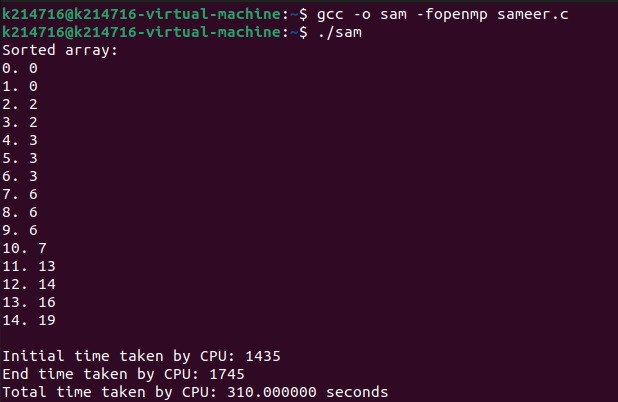 k214716@k214716-virtual-machine:~$ gcc -o sam -fopenmp sameer.c
k214716@k214716-virtual-machine:~$ ./sam
Sorted array:
0. 0
1. 0
2. 2
3. 2
4. 3
5. 3
6. 3
7. 6
8. 6
9. 6
10. 7
11. 13
12. 14
13. 16
14. 19
Initial time taken by CPU: 1435
End time taken by CPU: 1745
Total time taken by CPU: 310.000000 seconds